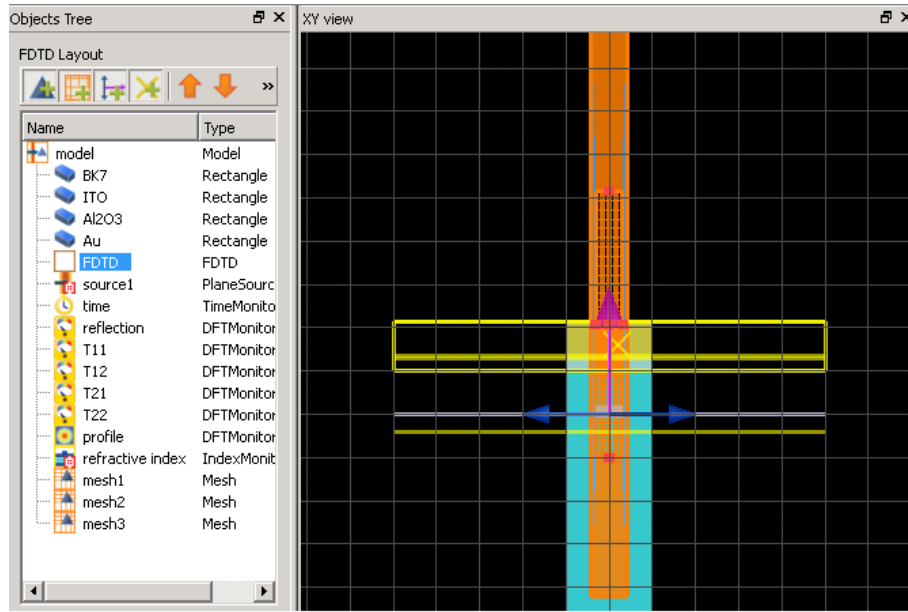 Objects Tree
XY view
FDTD Layout
»
Name Type
model Model
BK7 Rectangle
ITO Rectangle
Al2O3 Rectangle
Au Rectangle
FDTD FDTD
source1 PlaneSourc
time TimeMonito
reflection DFTMonitor
T11 DFTMonitor
T12 DFTMonitor
T21 DFTMonitor
T22 DFTMonitor
profile DFTMonitor
refractive index IndexMonit
mesh1 Mesh
mesh2 Mesh
mesh3 Mesh